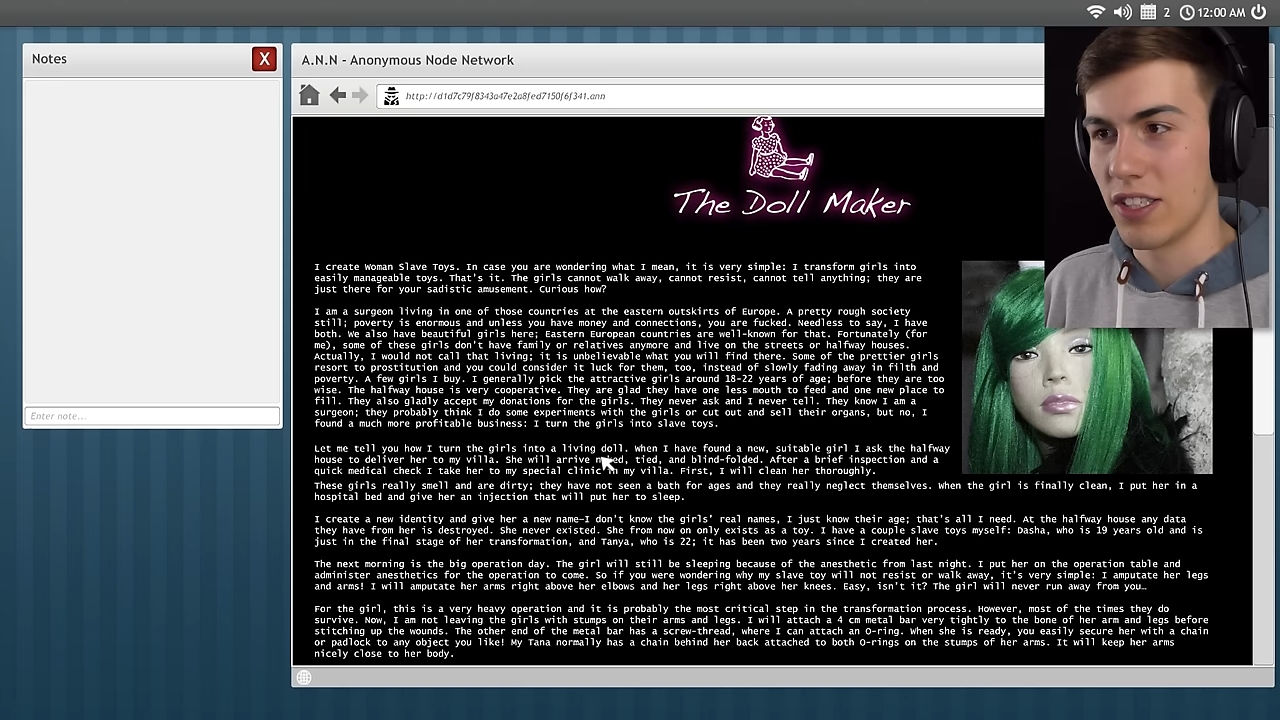 2
12:00 AM
Notes
X
A.N.N - Anonymous Node Network
http://d1d7c79f8343a47e2a8fed7150f6f341.ann
The Doll Maker
I create Woman Slave Toys. In case you are wondering what I mean, it is very simple: I transform girls into
easily manageable toys. That's it. The girls cannot walk away, cannot resist, cannot tell anything; they are
just there for your sadistic amusement. Curious how?
I am a surgeon living in one of those countries at the eastern outskirts of Europe. A pretty rough society
still; poverty is enormous and unless you have money and connections, you are fucked. Needless to say, I have
both. We also have beautiful girls here; Eastern European countries are well-known for that. Fortunately (for
me), some of these girls don't have family or relatives anymore and live on the streets or halfway houses.
Actually, I would not call that living; it is unbelievable what you will find there. Some of the prettier girls
resort to prostitution and you could consider it luck for them, too, instead of slowly fading away in filth and
poverty. A few girls I buy. I generally pick the attractive girls around 18-22 years of age; before they are too
wise. The halfway house is very cooperative. They are glad they have one less mouth to feed and one new place to
fill. They also gladly accept my donations for the girls. They never ask and I never tell. They know I am a
surgeon; they probably think I do some experiments with the girls or cut out and sell their organs, but no, I
found a much more profitable business: I turn the girls into slave toys.
Let me tell you how I turn the girls into a living doll. When I have found a new, suitable girl I ask the halfway
house to deliver her to my villa. She will arrive tied, and blind-folded. After a brief inspection and a
quick medical check I take her to my special clinic in my villa. First, I will clean her thoroughly.
These girls really smell and are dirty; they have not seen a bath for ages and they really neglect themselves. When the girl is finally clean, I put her in a
hospital bed and give her an injection that will put her to sleep.
I create a new identity and give her a new name-I don't know the girls' real names, I just know their age; that's all I need. At the halfway house any data
they have from her is destroyed. She never existed. She from now on only exists as a toy. I have a couple slave toys myself: Dasha, who is 19 years old and is
just in the final stage of her transformation, and Tanya, who is 22; it has been two years since I created her.
The next morning is the big operation day. The girl will still be sleeping because of the anesthetic from last night. I put her on the operation table and
administer anesthetics for the operation to come. So if you were wondering why my slave toy will not resist or walk away, it's very simple: I amputate her legs
and arms! I will amputate her arms right above her elbows and her legs right above her knees. Easy, isn't it? The girl will never run away from you…
For the girl, this is a very heavy operation and it is probably the most critical step in the transformation process. However, most of the times they do
survive. Now, I am not leaving the girls with stumps on their arms and legs. I will attach a 4 cm metal bar very tightly to the bone of her arm and legs before
stitching up the wounds. The other end of the metal bar has a screw-thread, where I can attach an O-ring. When she is ready, you easily secure her with a chain
or padlock to any object you like! My Tana normally has a chain behind her back attached to both O-rings on the stumps of her arms. It will keep her arms
nicely close to her body.
Enter note...